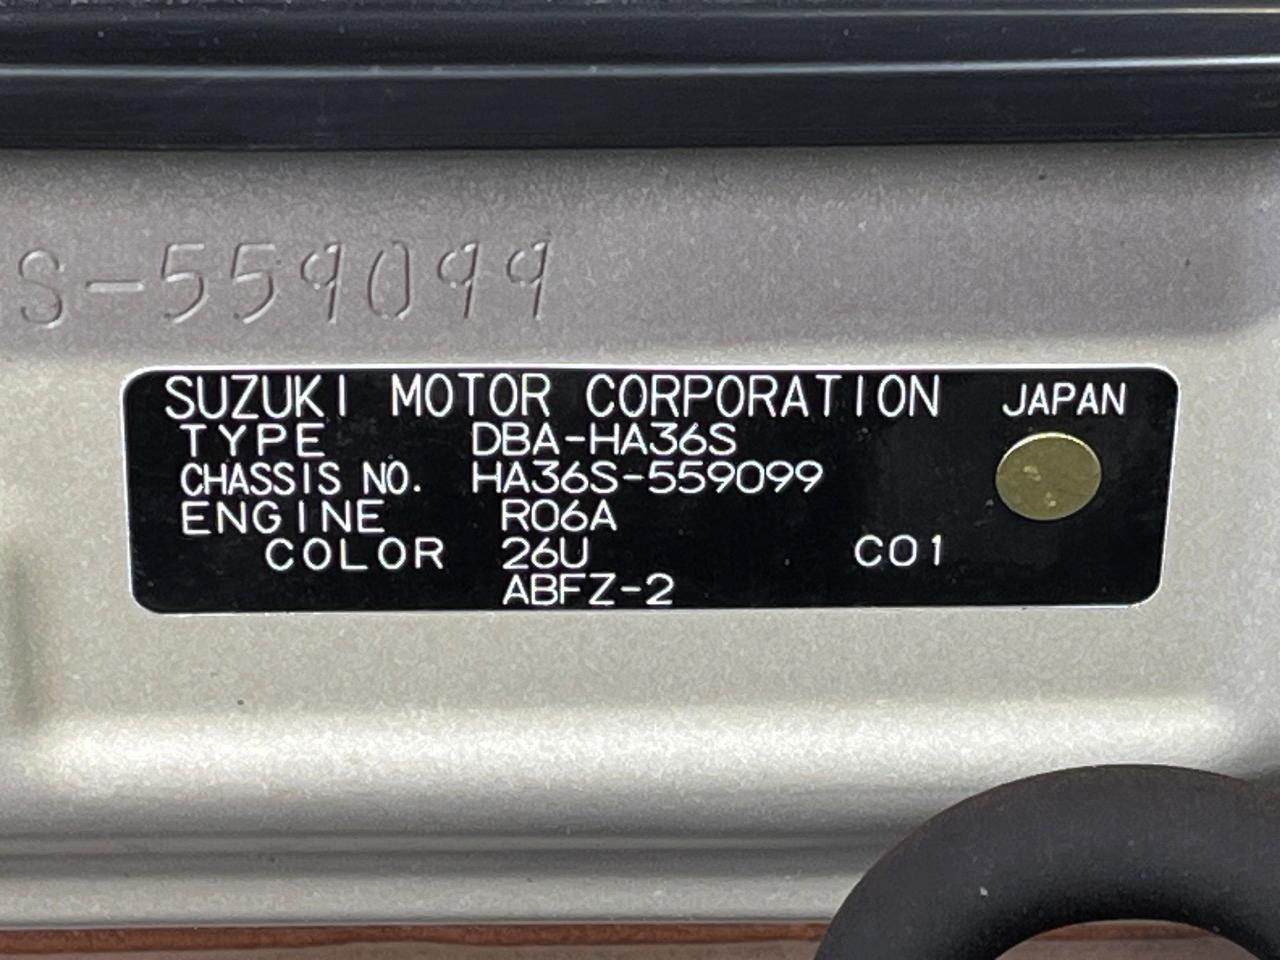 S-559099
SUZUKI MOTOR CORPORATION JAPAN
TYPE DBA-HA36S
CHASSIS NO. HA36S-559099
ENGINE R06A
COLOR 26U C01
ABFZ-2